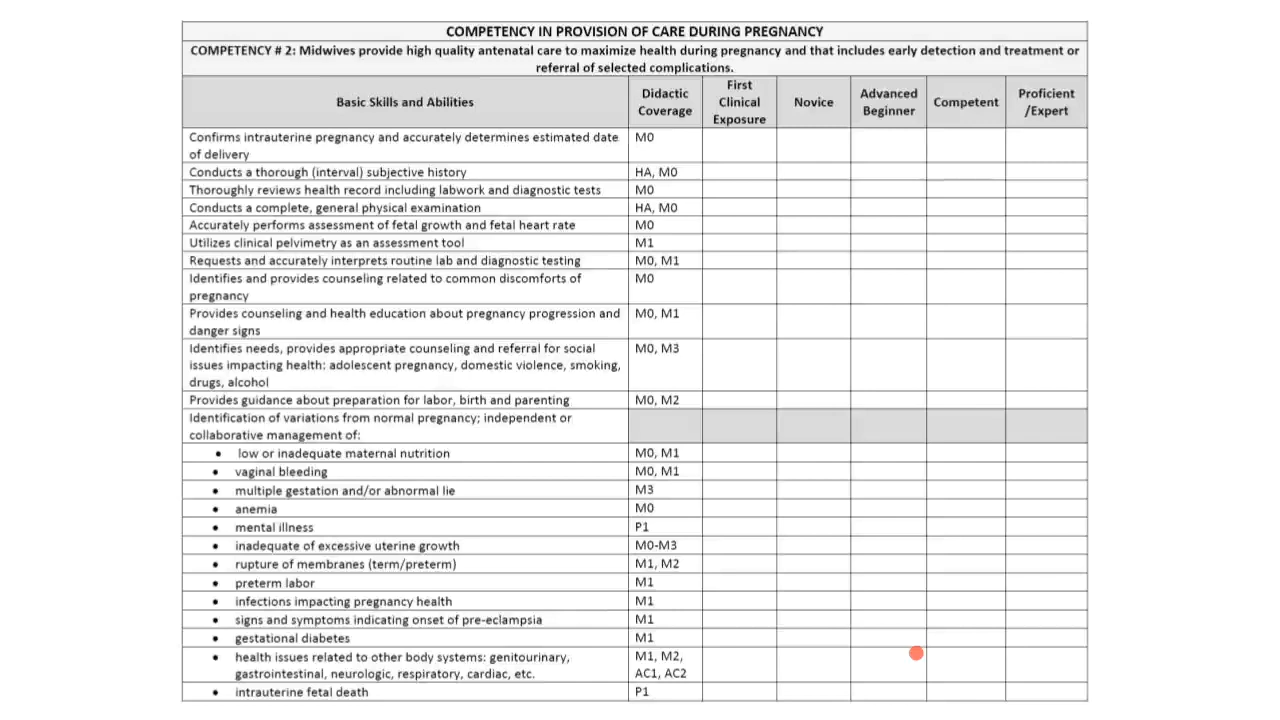 COMPETENCY IN PROVISION OF CARE DURING PREGNANCY
COMPETENCY # 2: Midwives provide high quality antenatal care to maximize health during pregnancy and that includes early detection and treatment or
referral of selected complications.
Basic Skills and Abilities
Didactic
Coverage
First
Clinical
Exposure
Novice
Advanced
Beginner
Competent
Proficient
/Expert
Confirms intrauterine pregnancy and accurately determines estimated date
of delivery
M0
Conducts a thorough (interval) subjective history
HA, M0
Thoroughly reviews health record including labwork and diagnostic tests
M0
Conducts a complete, general physical examination
HA, M0
Accurately performs assessment of fetal growth and fetal heart rate
M0
Utilizes clinical pelvimetry as an assessment tool
M1
Requests and accurately interprets routine lab and diagnostic testing
M0, M1
Identifies and provides counseling related to common discomforts of
pregnancy
M0
Provides counseling and health education about pregnancy progression and
danger signs
M0, M1
Identifies needs, provides appropriate counseling and referral for social
issues impacting health: adolescent pregnancy, domestic violence, smoking,
drugs, alcohol
M0, M3
Provides guidance about preparation for labor, birth and parenting
M0, M2
Identification of variations from normal pregnancy; independent or
collaborative management of:
• low or inadequate maternal nutrition
M0, M1
• vaginal bleeding
M0, M1
• multiple gestation and/or abnormal lie
M3
• anemia
M0
• mental illness
P1
• inadequate of excessive uterine growth
M0-M3
• rupture of membranes (term/preterm)
M1, M2
• preterm labor
M1
• infections impacting pregnancy health
M1
• signs and symptoms indicating onset of pre-eclampsia
M1
• gestational diabetes
M1
• health issues related to other body systems: genitourinary,
gastrointestinal, neurologic, respiratory, cardiac, etc.
M1, M2,
AC1, AC2
• intrauterine fetal death
P1